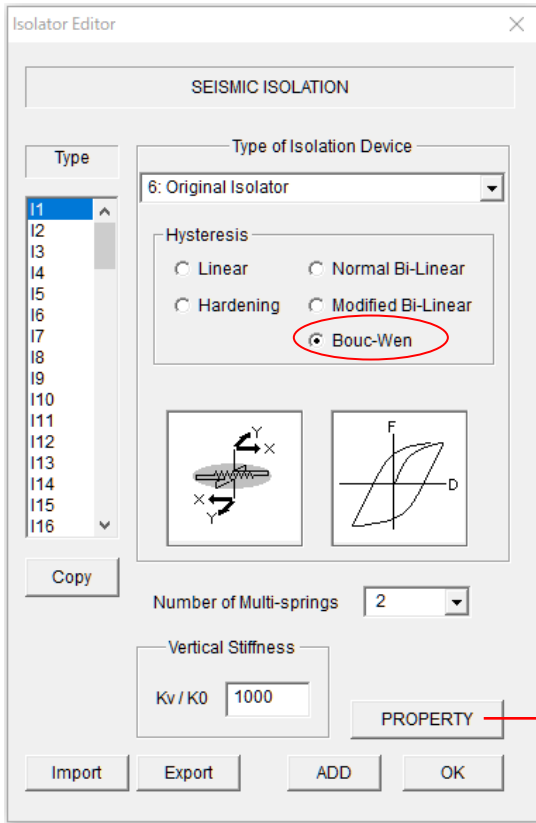 Isolator Editor
SEISMIC ISOLATION
Type
I1
I2
I3
I4
I5
I6
I7
I8
I9
I10
I11
I12
I13
I14
I15
I16
Copy
Type of Isolation Device
6: Original Isolator
Hysteresis
Linear Normal Bi-Linear
Hardening Modified Bi-Linear
Bouc-Wen
Y
X
X
Y
F
D
Number of Multi-springs 2
Vertical Stiffness
Kv / K0 1000
PROPERTY
Import Export ADD OK